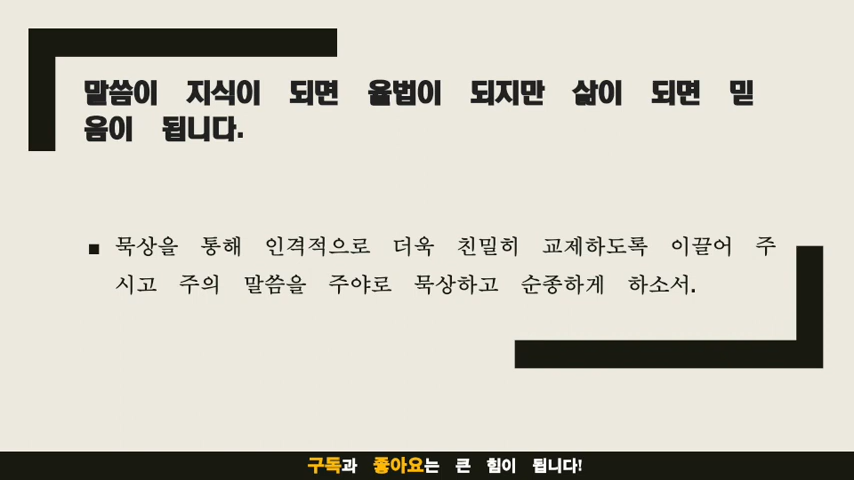 말씀이 지식이 되면 율법이 되지만 삶이 되면 믿
음이 됩니다.
■ 묵상을 통해 인격적으로 더욱 친밀히 교제하도록 이끌어 주
시고 주의 말씀을 주야로 묵상하고 순종하게 하소서.
구독과 좋아요는 큰 힘이 됩니다!